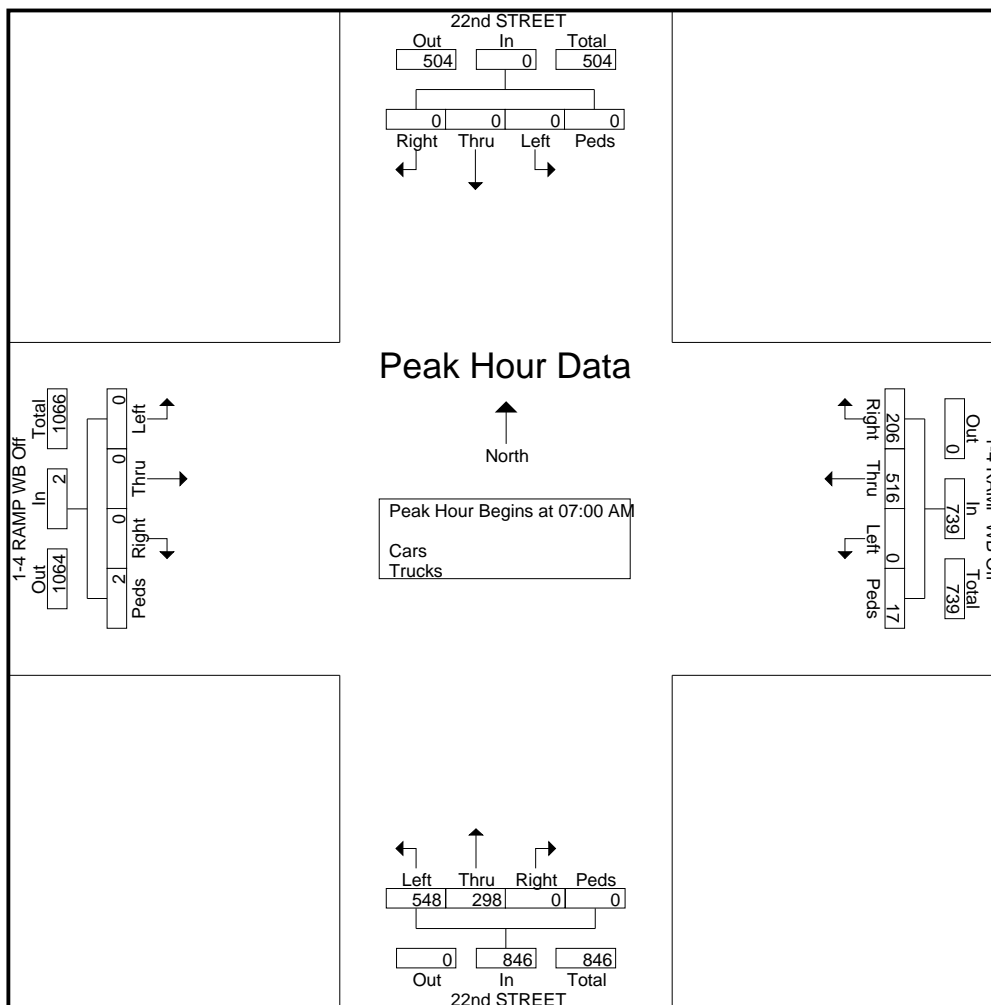 22nd STREET
Out In Total
504 0 504
0 0 0 0
Right Thru Left Peds
Peak Hour Data
North
Peak Hour Begins at 07:00 AM
Cars
Trucks
1-4 RAMP WB Off
Out In Total
1064 2 1066
2 0 0 0
Peds Right Thru Left
Right Thru Left Peds
206 516 0 17
Out In Total
0 739 739
WB Off
Left Thru Right Peds
548 298 0 0
0 846 846
Out In Total
22nd STREET